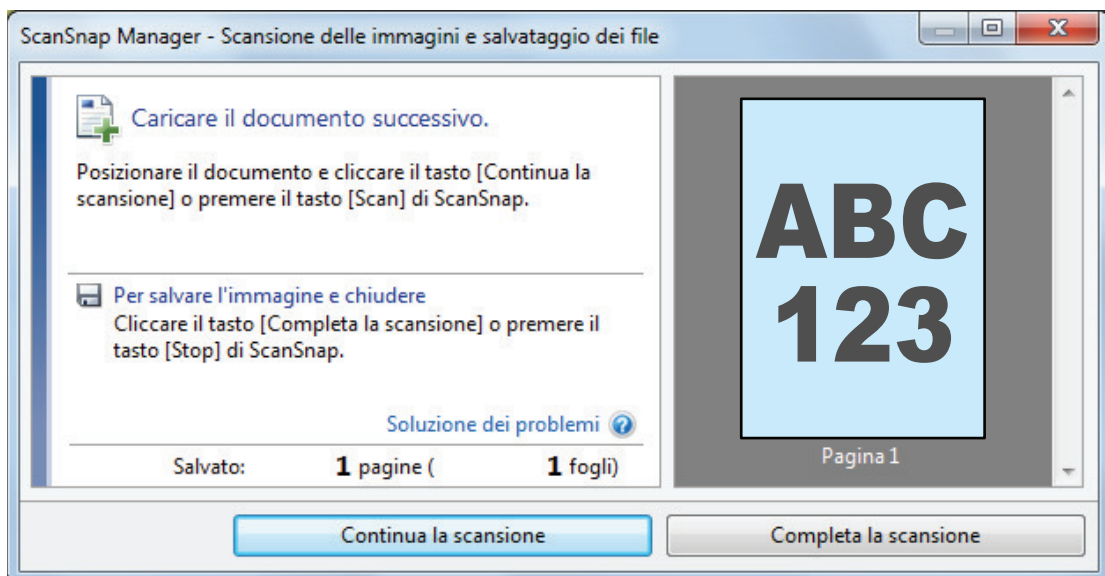 ScanSnap Manager - Scansione delle immagini e salvataggio dei file
Caricare il documento successivo.
Posizionare il documento e cliccare il tasto [Continua la
scansione] o premere il tasto [Scan] di ScanSnap.
Per salvare l'immagine e chiudere
Cliccare il tasto [Completa la scansione] o premere il
tasto [Stop] di ScanSnap.
Soluzione dei problemi
Salvato: 1 pagine ( 1 fogli)
ABC
123
Pagina 1
Continua la scansione
Completa la scansione